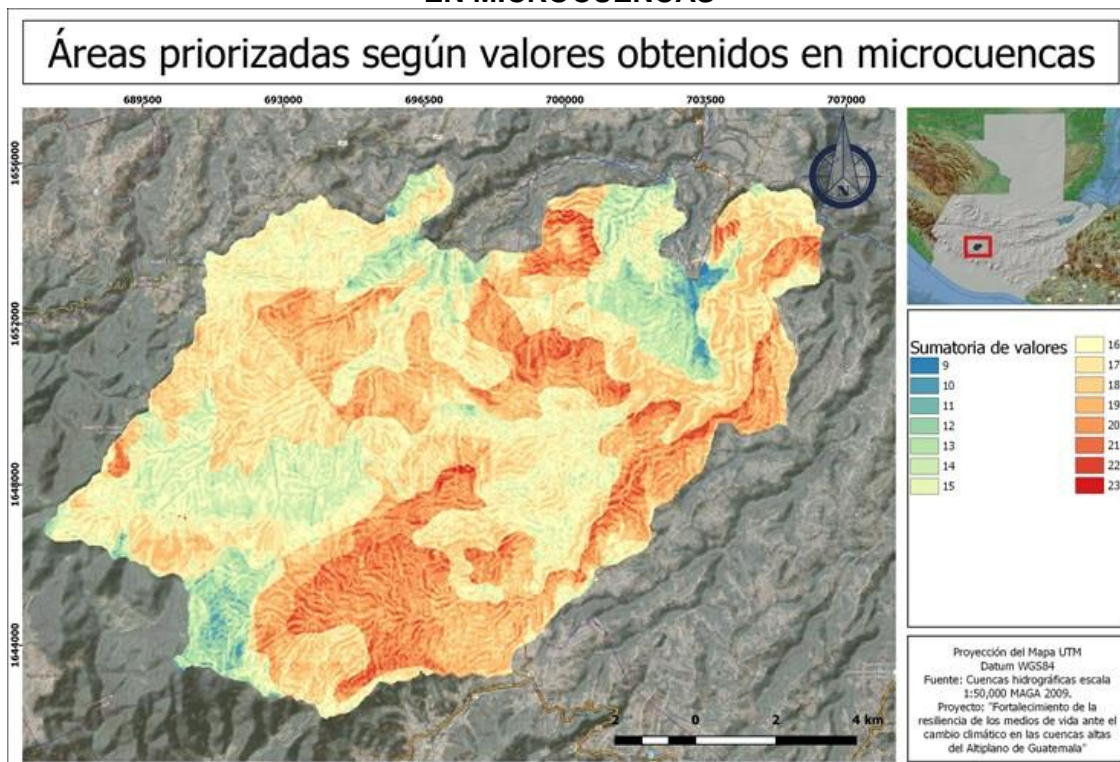 EN MICROCUENCAS
Áreas priorizadas según valores obtenidos en microcuencas
689500 693000 696500 700000 703500 707000
1656000
1652000
1648000
1644000
N
Sumatoria de valores
9
10
11
12
13
14
15
16
17
18
19
20
21
22
23
2 0 2 4 km
Proyección del Mapa UTM
Datum WGS84
Fuente: Cuencas hidrográficas escala
1:50,000 MAGA 2009.
Proyecto: "Fortalecimiento de la
resiliencia de los medios de vida ante el
cambio climático en las cuencas altas
del Altiplano de Guatemala"